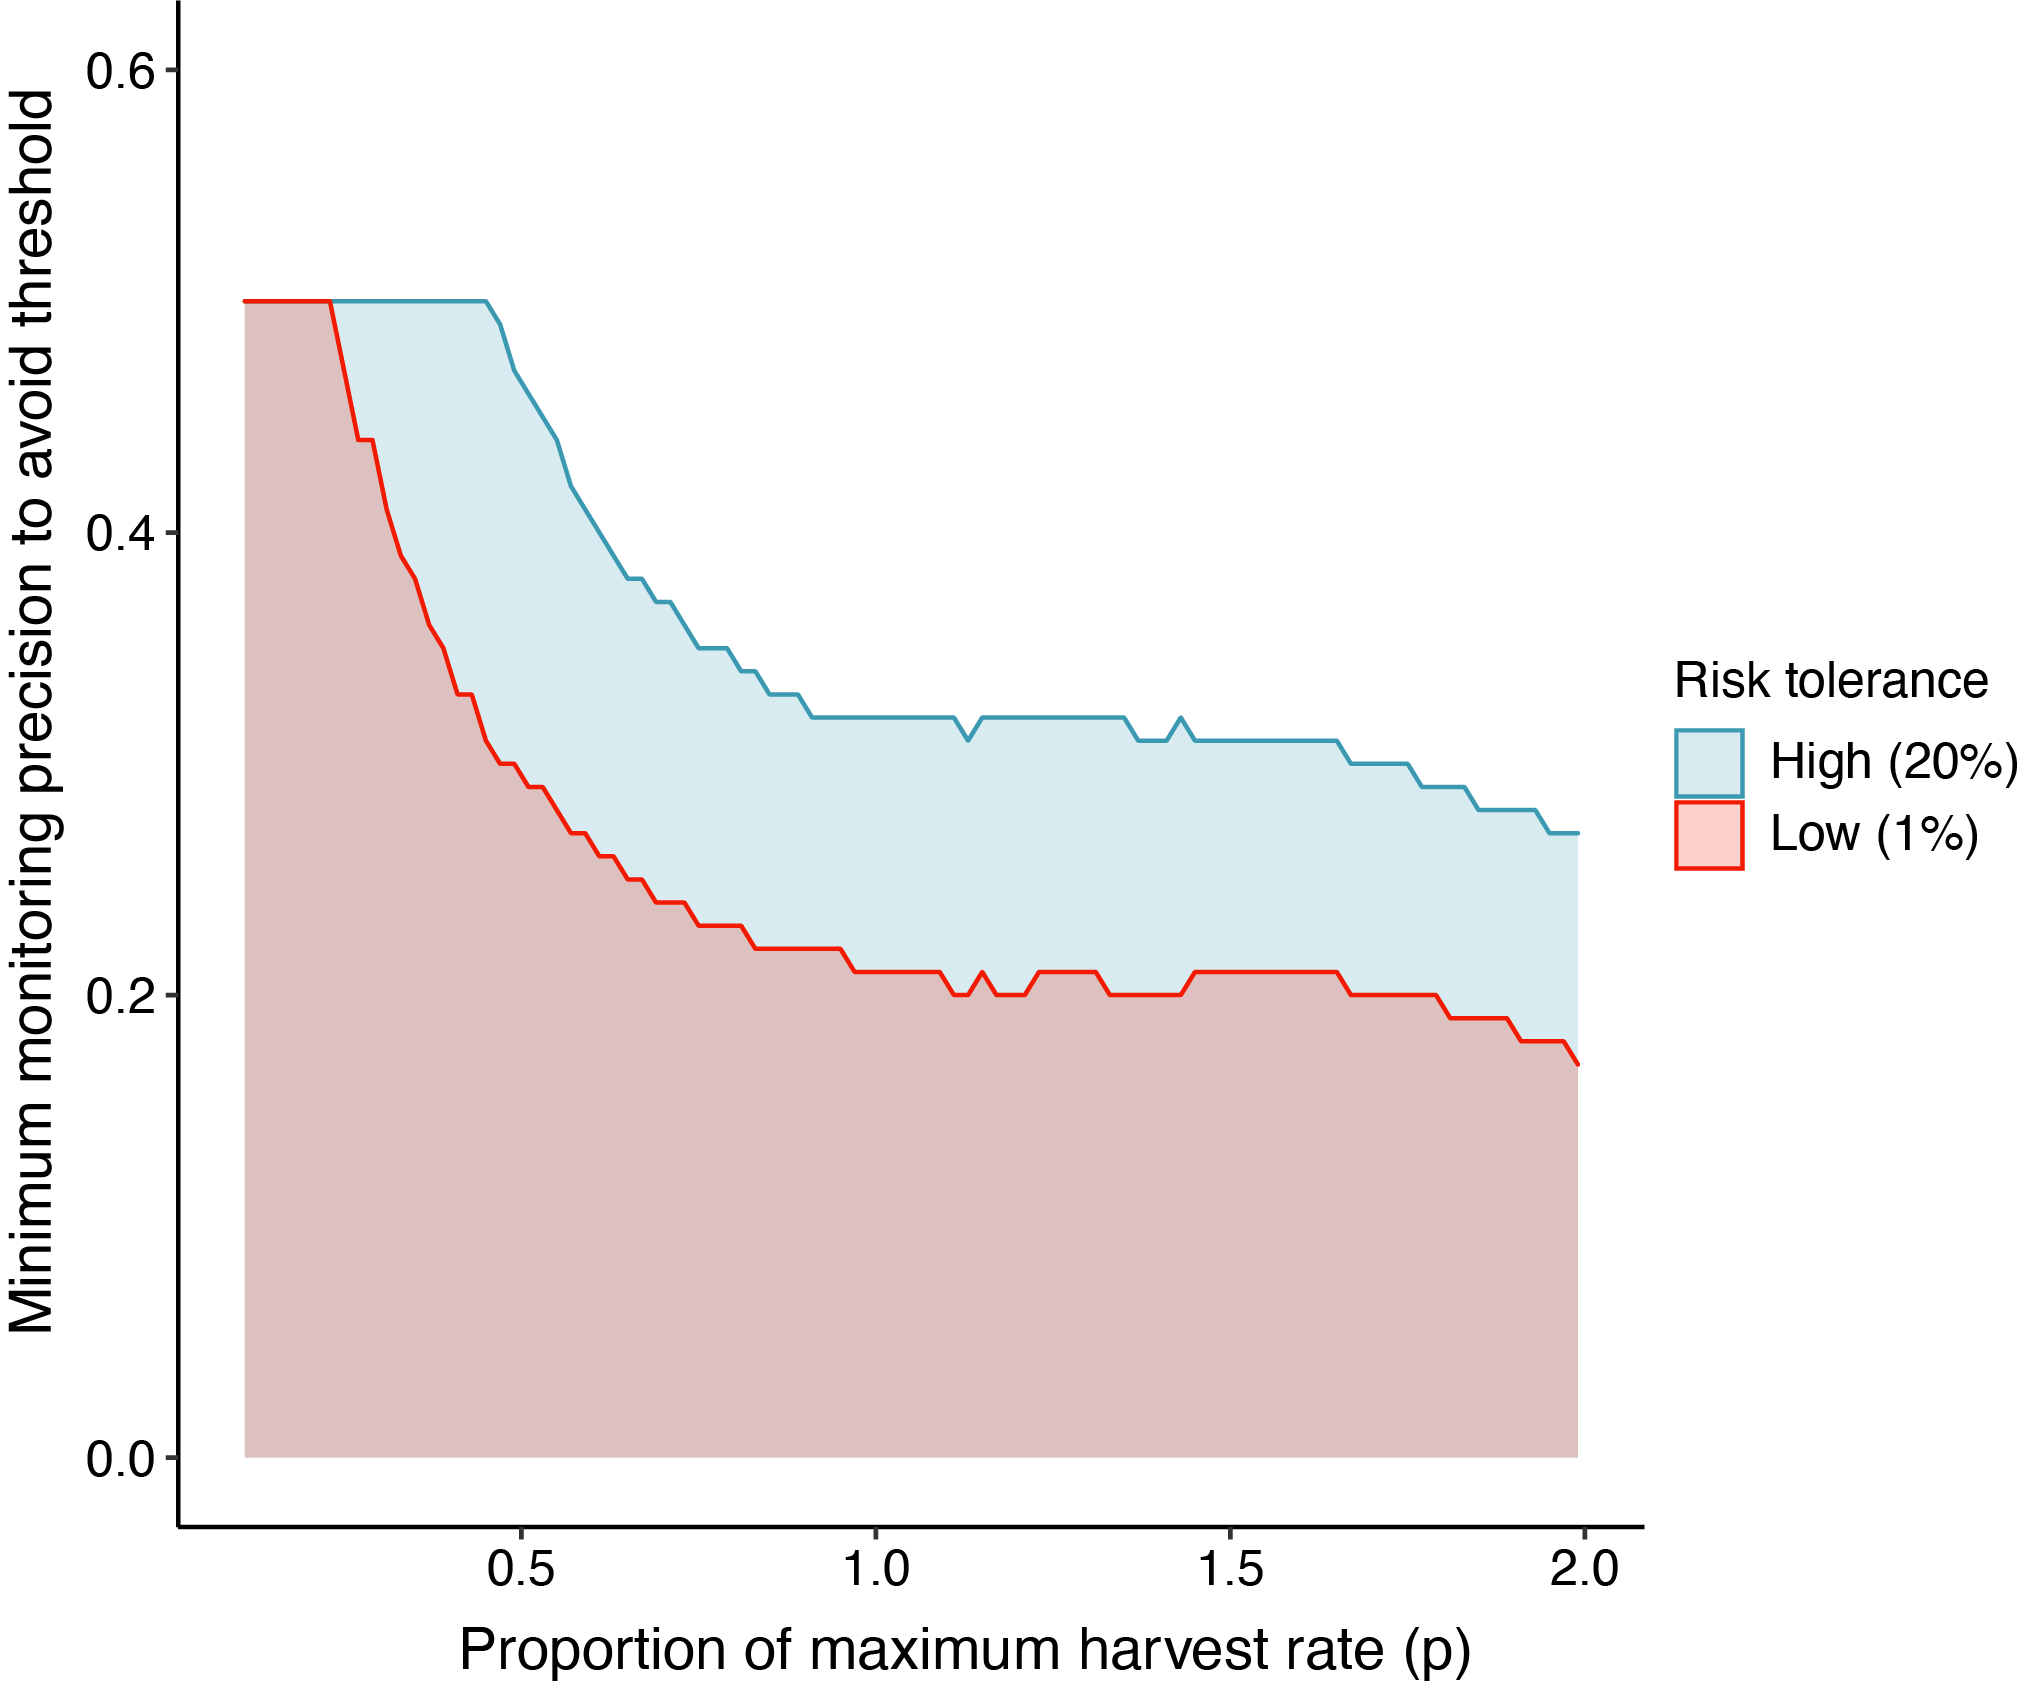 Minimum monitoring precision to avoid threshold
0.6
0.4
0.2
0.0
0.5
1.0
1.5
2.0
Proportion of maximum harvest rate (p)
Risk tolerance
High (20%)
Low (1%)